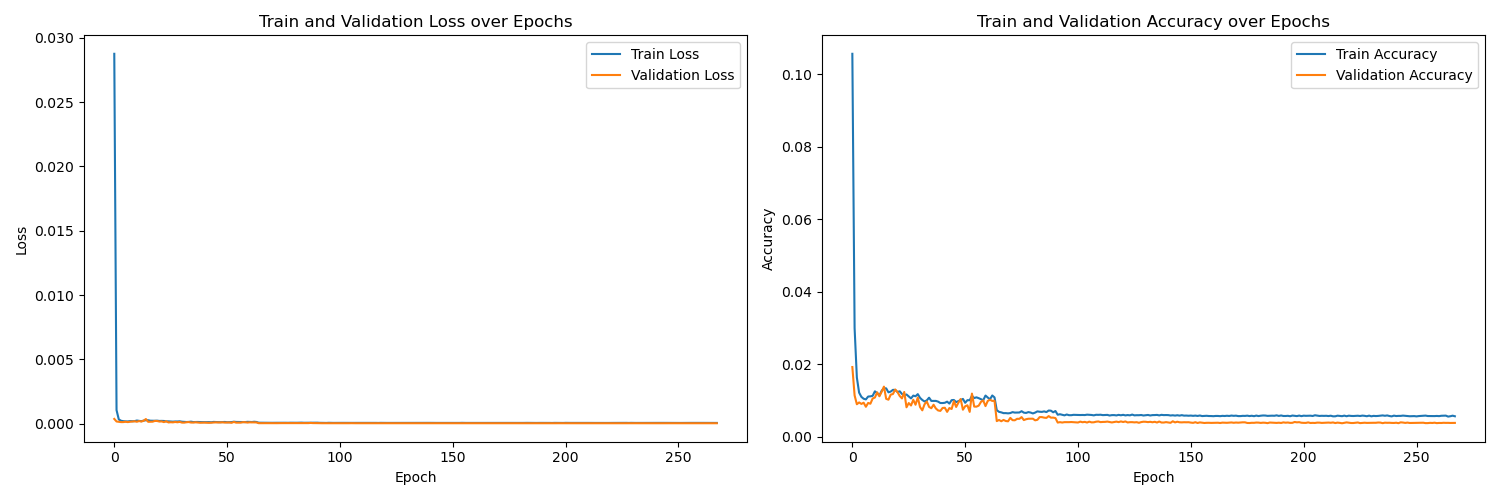 Train and Validation Loss over Epochs
0.030
0.025
0.020
0.015
0.010
0.005
0.000
Loss
0
50
100
150
200
250
Epoch
Train Loss
Validation Loss
Train and Validation Accuracy over Epochs
0.10
0.08
0.06
0.04
0.02
0.00
Accuracy
0
50
100
150
200
250
Epoch
Train Accuracy
Validation Accuracy